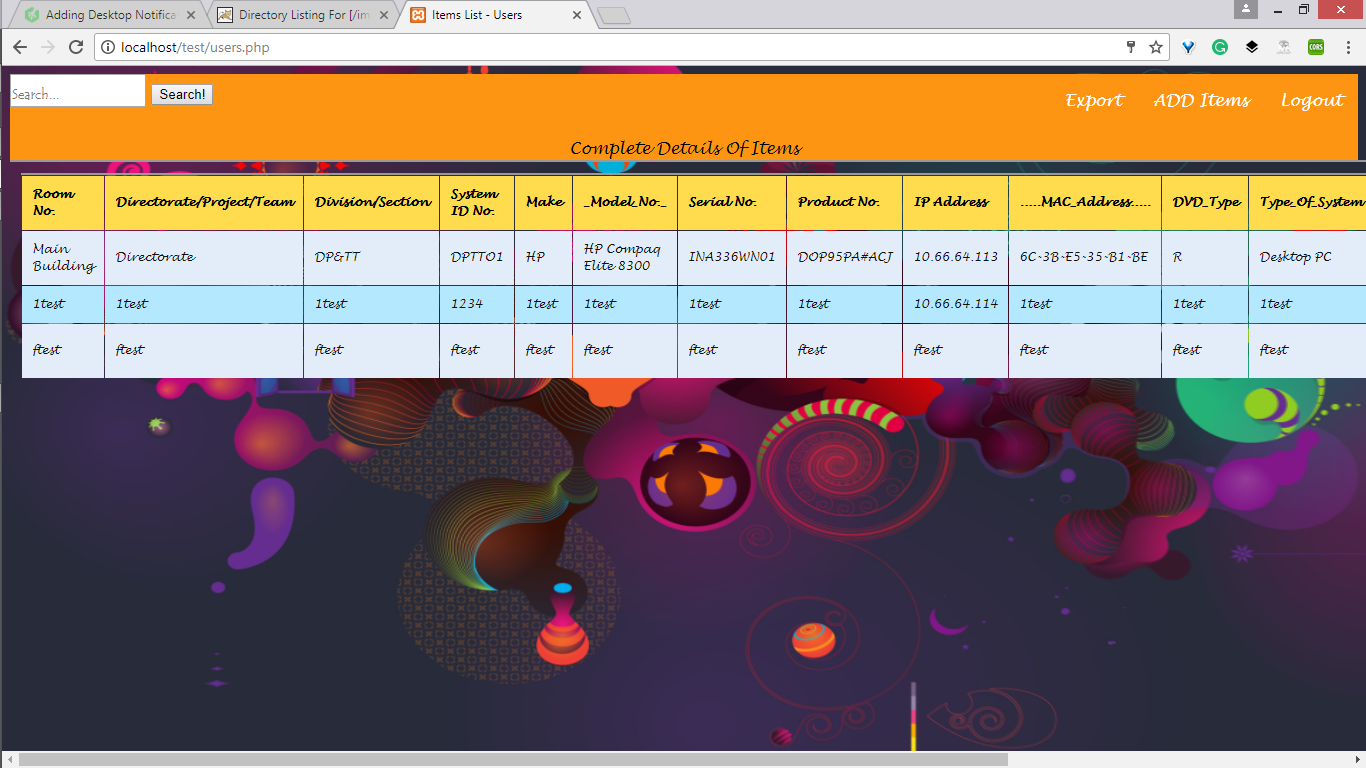 Adding Desktop Notifica
Directory Listing For [/im
Items List - Users
localhost/test/users.php
CORS
Search...
Search!
Export
ADD Items
Logout
Complete Details Of Items
Room No.
Directorate/Project/Team
Division/Section
System ID No.
Make
_Model_No._
Serial No.
Product No.
IP Address
.....MAC_Address.....
DVD_Type
Type_Of_System
Main Building
Directorate
DP&TT
DPTTO1
HP
HP Compaq Elite 8300
INA336WN01
DOP95PA#ACJ
10.66.64.113
6C-3B-E5-35-B1-BE
R
Desktop PC
1test
1test
1test
1234
1test
1test
1test
1test
10.66.64.114
1test
1test
1test
ftest
ftest
ftest
ftest
ftest
ftest
ftest
ftest
ftest
ftest
ftest
ftest